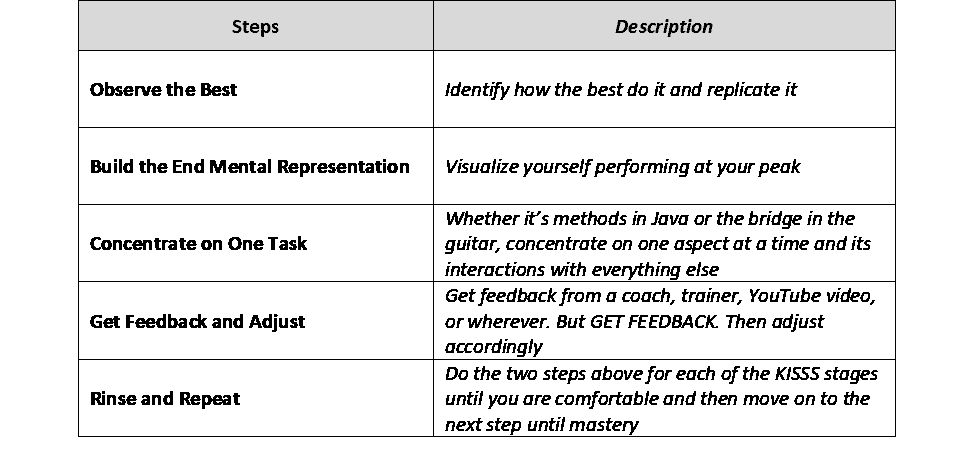 Steps
Description
Observe the Best
Identify how the best do it and replicate it
Build the End Mental Representation
Visualize yourself performing at your peak
Concentrate on One Task
Whether it's methods in Java or the bridge in the
guitar, concentrate on one aspect at a time and its
interactions with everything else
Get Feedback and Adjust
Get feedback from a coach, trainer, YouTube video,
or wherever. But GET FEEDBACK. Then adjust
accordingly
Rinse and Repeat
Do the two steps above for each of the KISSS stages
until you are comfortable and then move on to the
next step until mastery